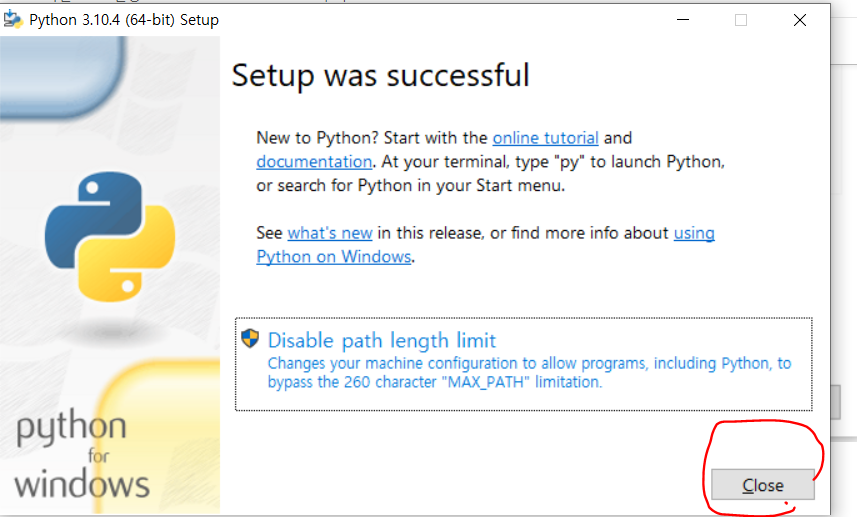 Python 3.10.4 (64-bit) Setup
Setup was successful
New to Python? Start with the online tutorial and
documentation. At your terminal, type "py" to launch Python,
or search for Python in your Start menu.
See what's new in this release, or find more info about using
Python on Windows.
Disable path length limit
Changes your machine configuration to allow programs, including Python, to
bypass the 260 character "MAX_PATH" limitation.
python
for
windows
Close